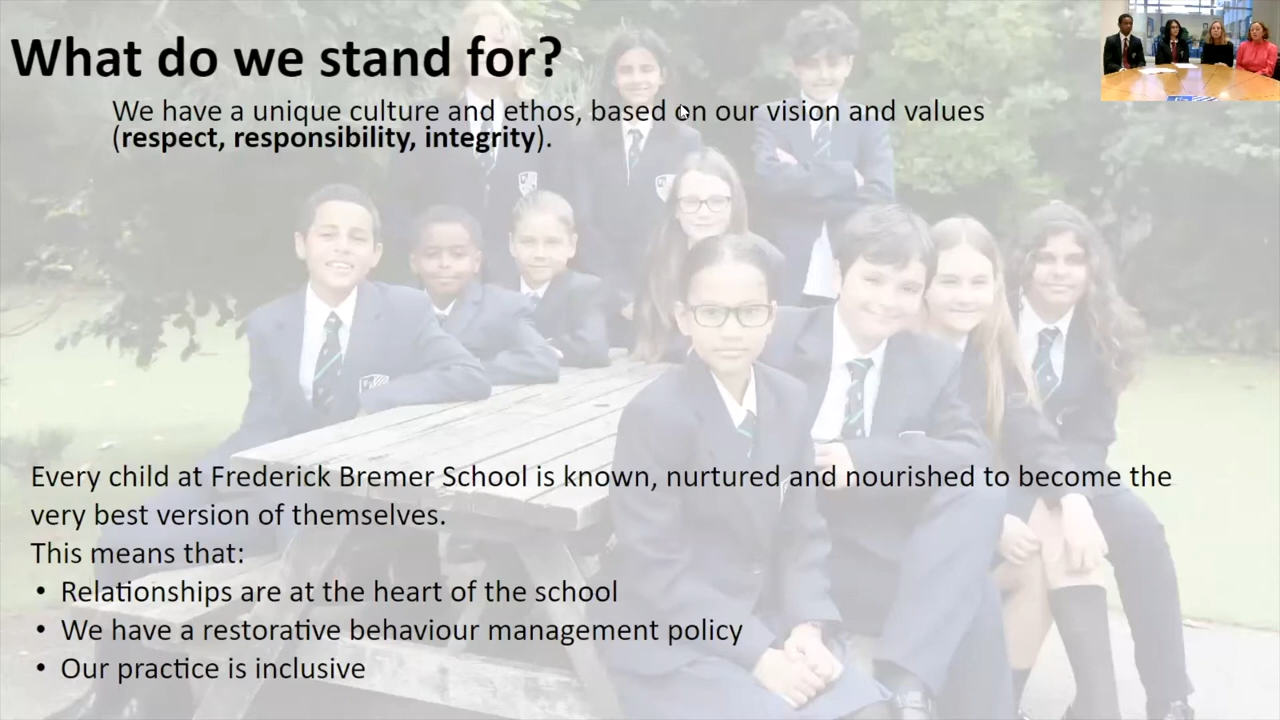 What do we stand for?
We have a unique culture and ethos, based on our vision and values
(respect, responsibility, integrity).
Every child at Frederick Bremer School is known, nurtured and nourished to become the
very best version of themselves.
This means that:
• Relationships are at the heart of the school
• We have a restorative behaviour management policy
• Our practice is inclusive